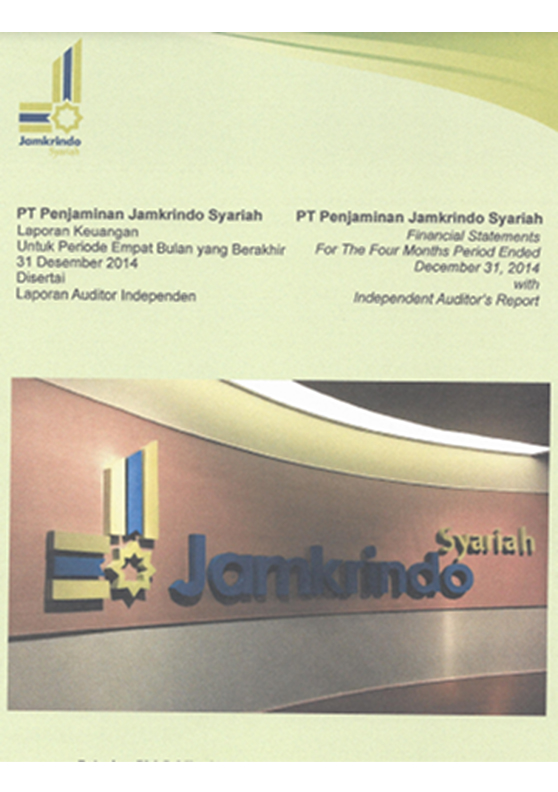 Jamkrindo
Syariah
PT Penjaminan Jamkrindo Syariah
Laporan Keuangan
Untuk Periode Empat Bulan yang Berakhir
31 Desember 2014
Disertai
Laporan Auditor Independen
PT Penjaminan Jamkrindo Syariah
Financial Statements
For The Four Months Period Ended
December 31, 2014
with
Independent Auditor's Report
Syariah
Jamkrindo